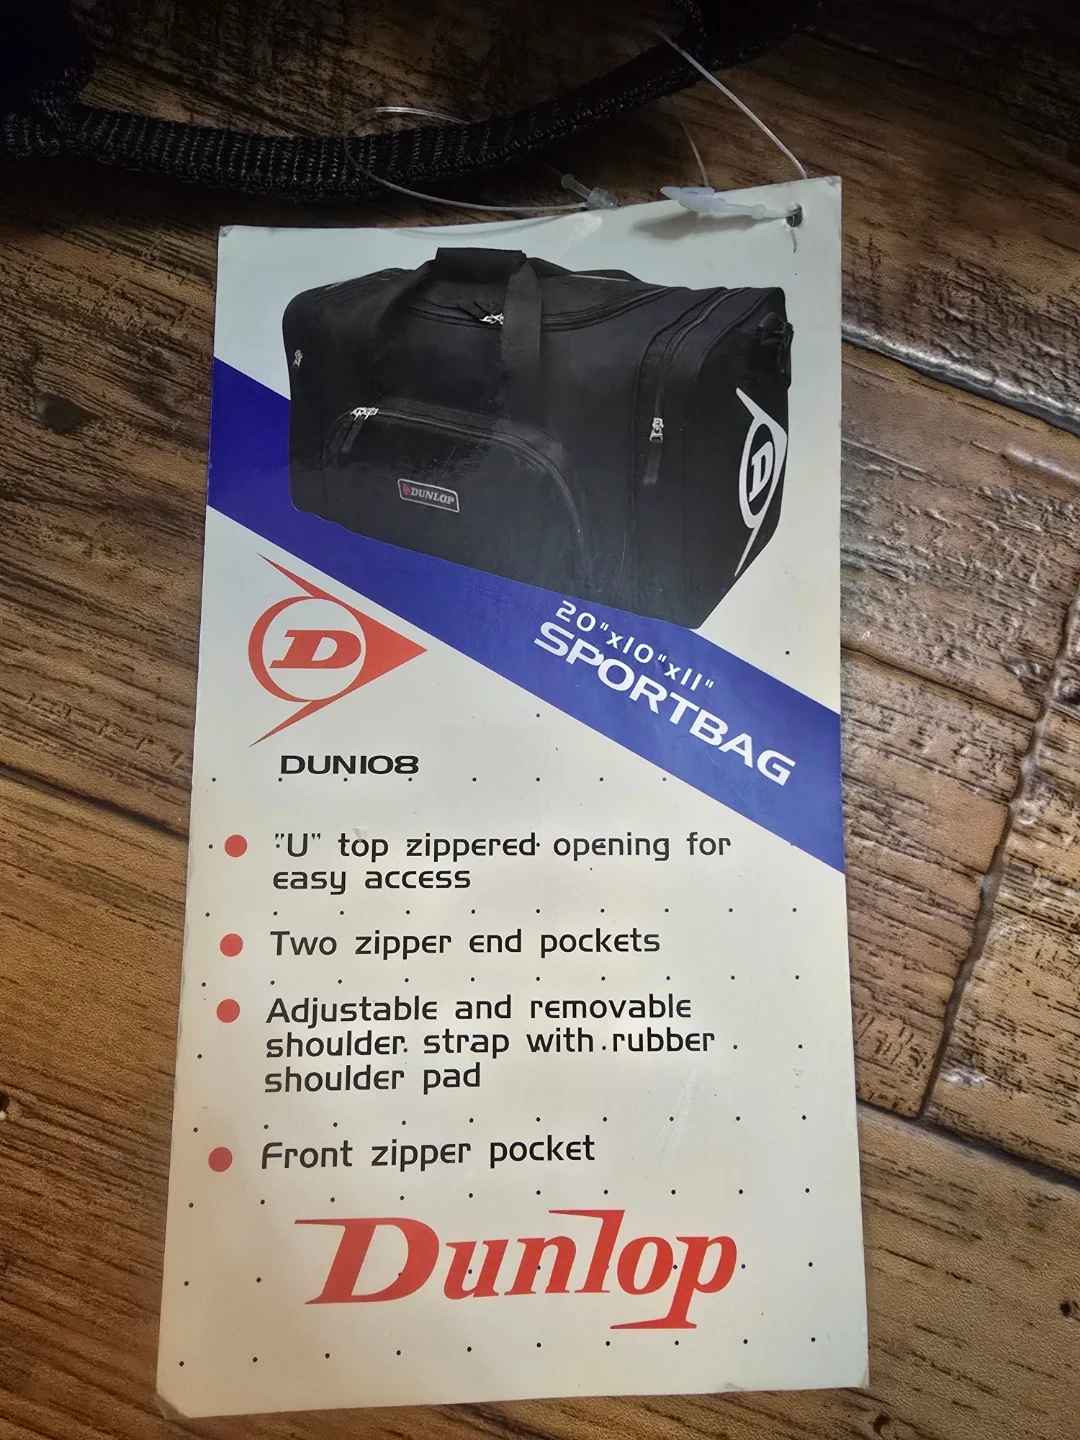 DUNLOP
D
20"x10"x11"
SPORTBAG
D
DUN108
"U" top zippered opening for
easy access
Two zipper end pockets
Adjustable and removable
shoulder strap with rubber
shoulder pad
Front zipper pocket
Dunlop